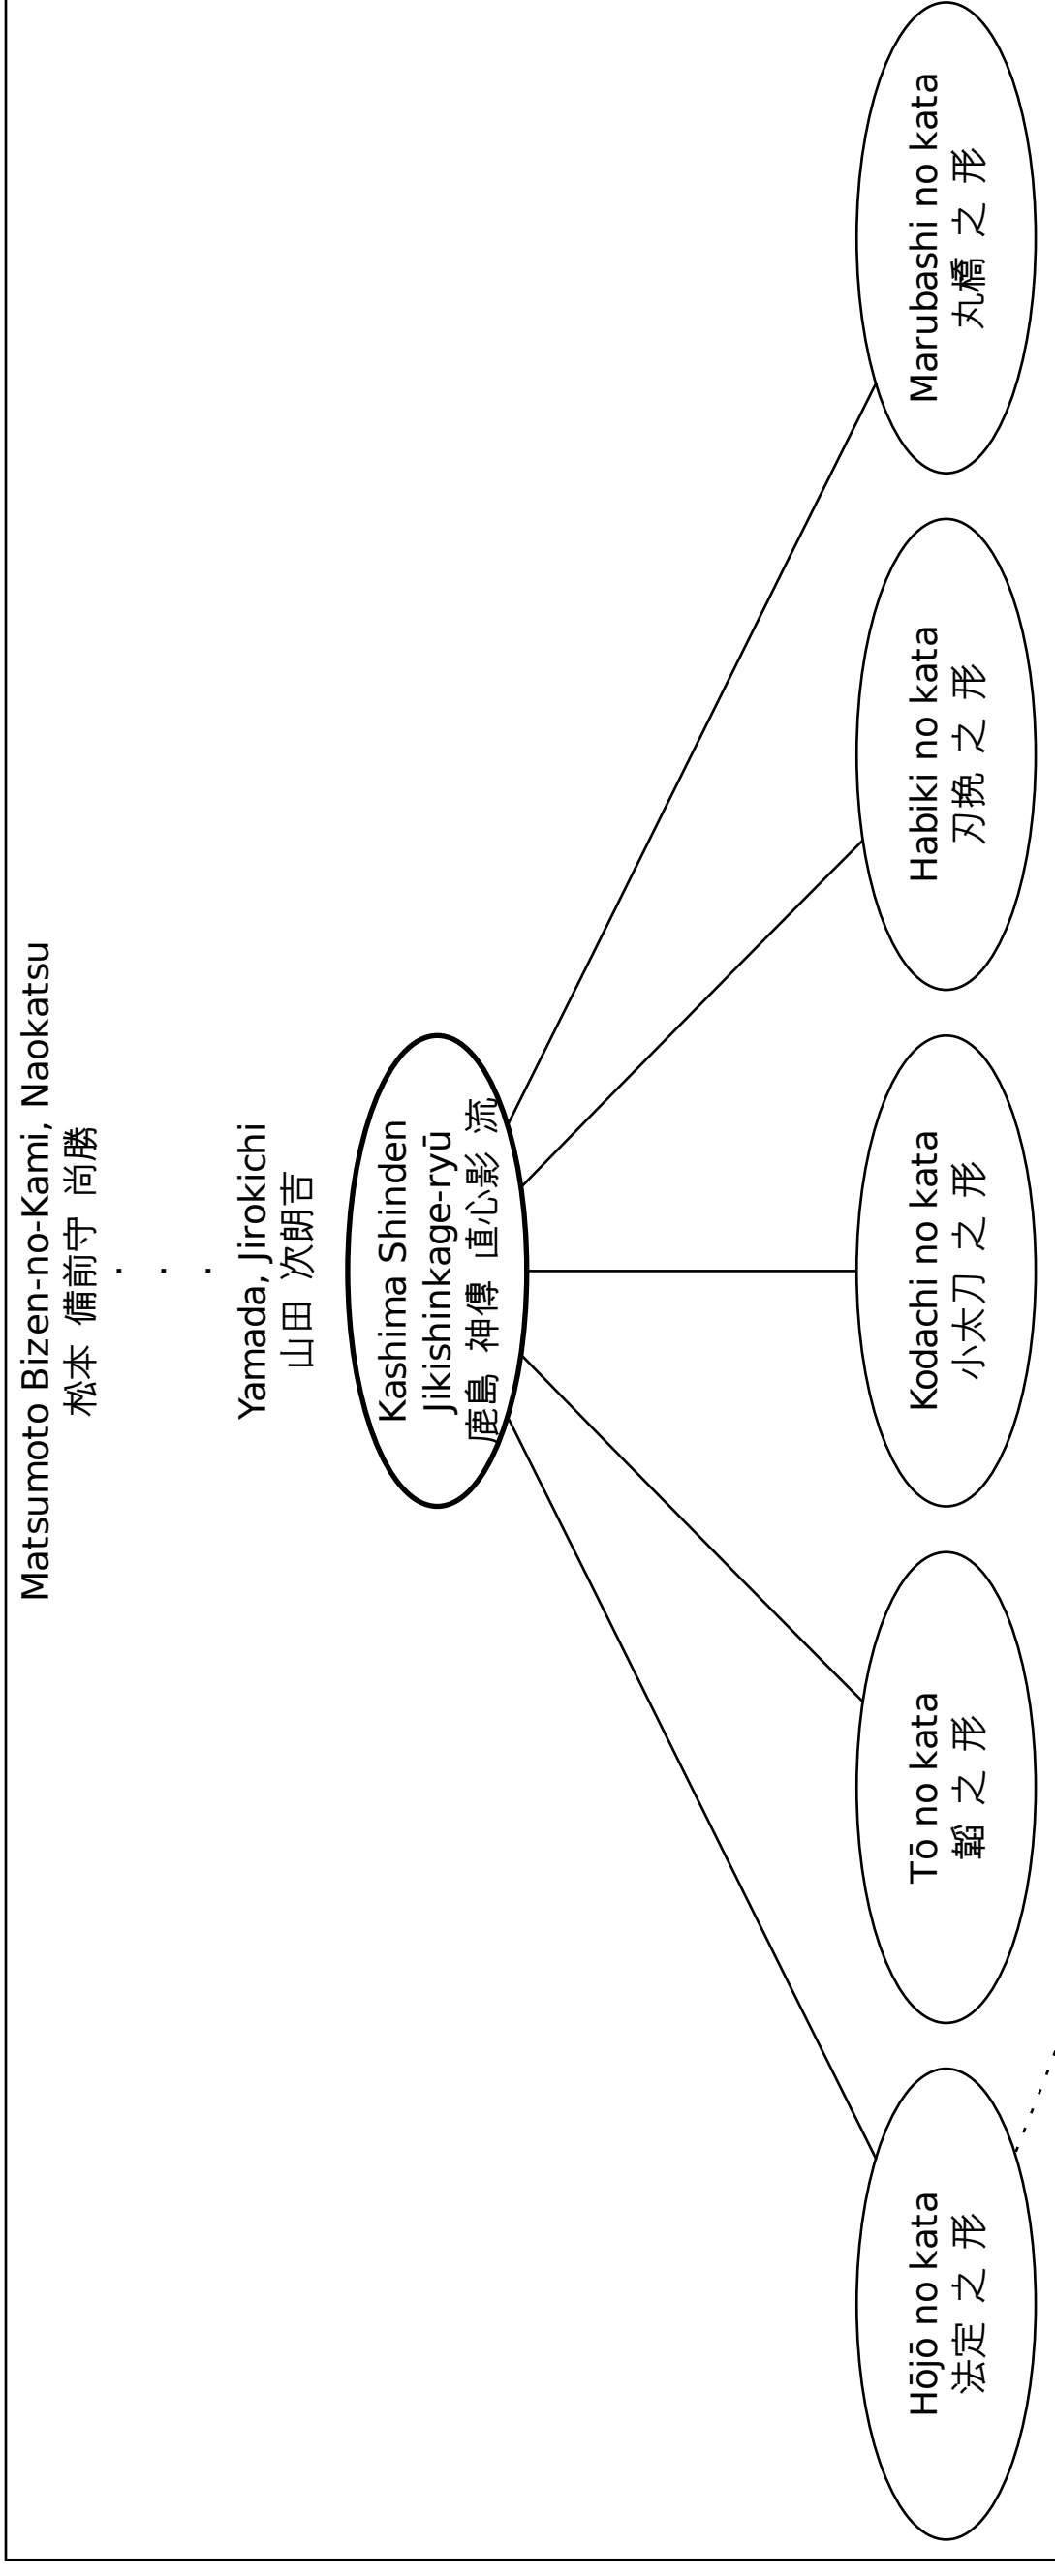 Matsumoto Bizen-no-Kami, Naokatsu
松本 備前守 尚勝
.
.
.
Yamada, Jirokichi
山田 次朗吉
Kashima Shinden
Jikishinkage-ryū
鹿島 神傳 直心影 流
Hōjō no kata
法定 之 形
Tō no kata
韜 之 形
Kodachi no kata
小太刀 之 形
Habiki no kata
刃挽 之 形
Marubashi no kata
丸橋 之 形